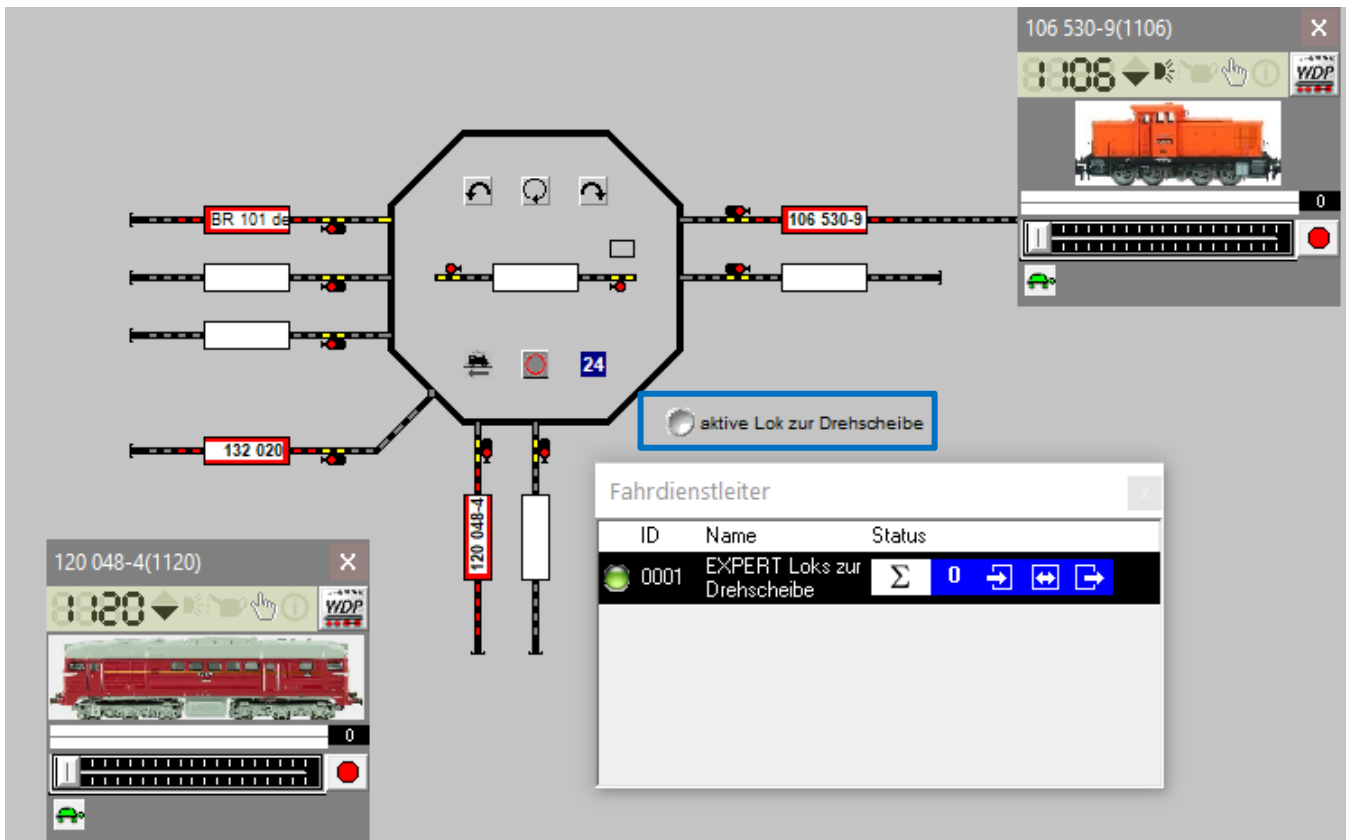 106 530-9(1106)
1106
WDP
0
BR 101 de
106 530-9
24
aktive Lok zur Drehscheibe
132 020
120 048-4
Fahrdienstleiter
ID Name Status
0001 EXPERT Loks zur Drehscheibe Σ 0
120 048-4(1120)
1120
WDP
0